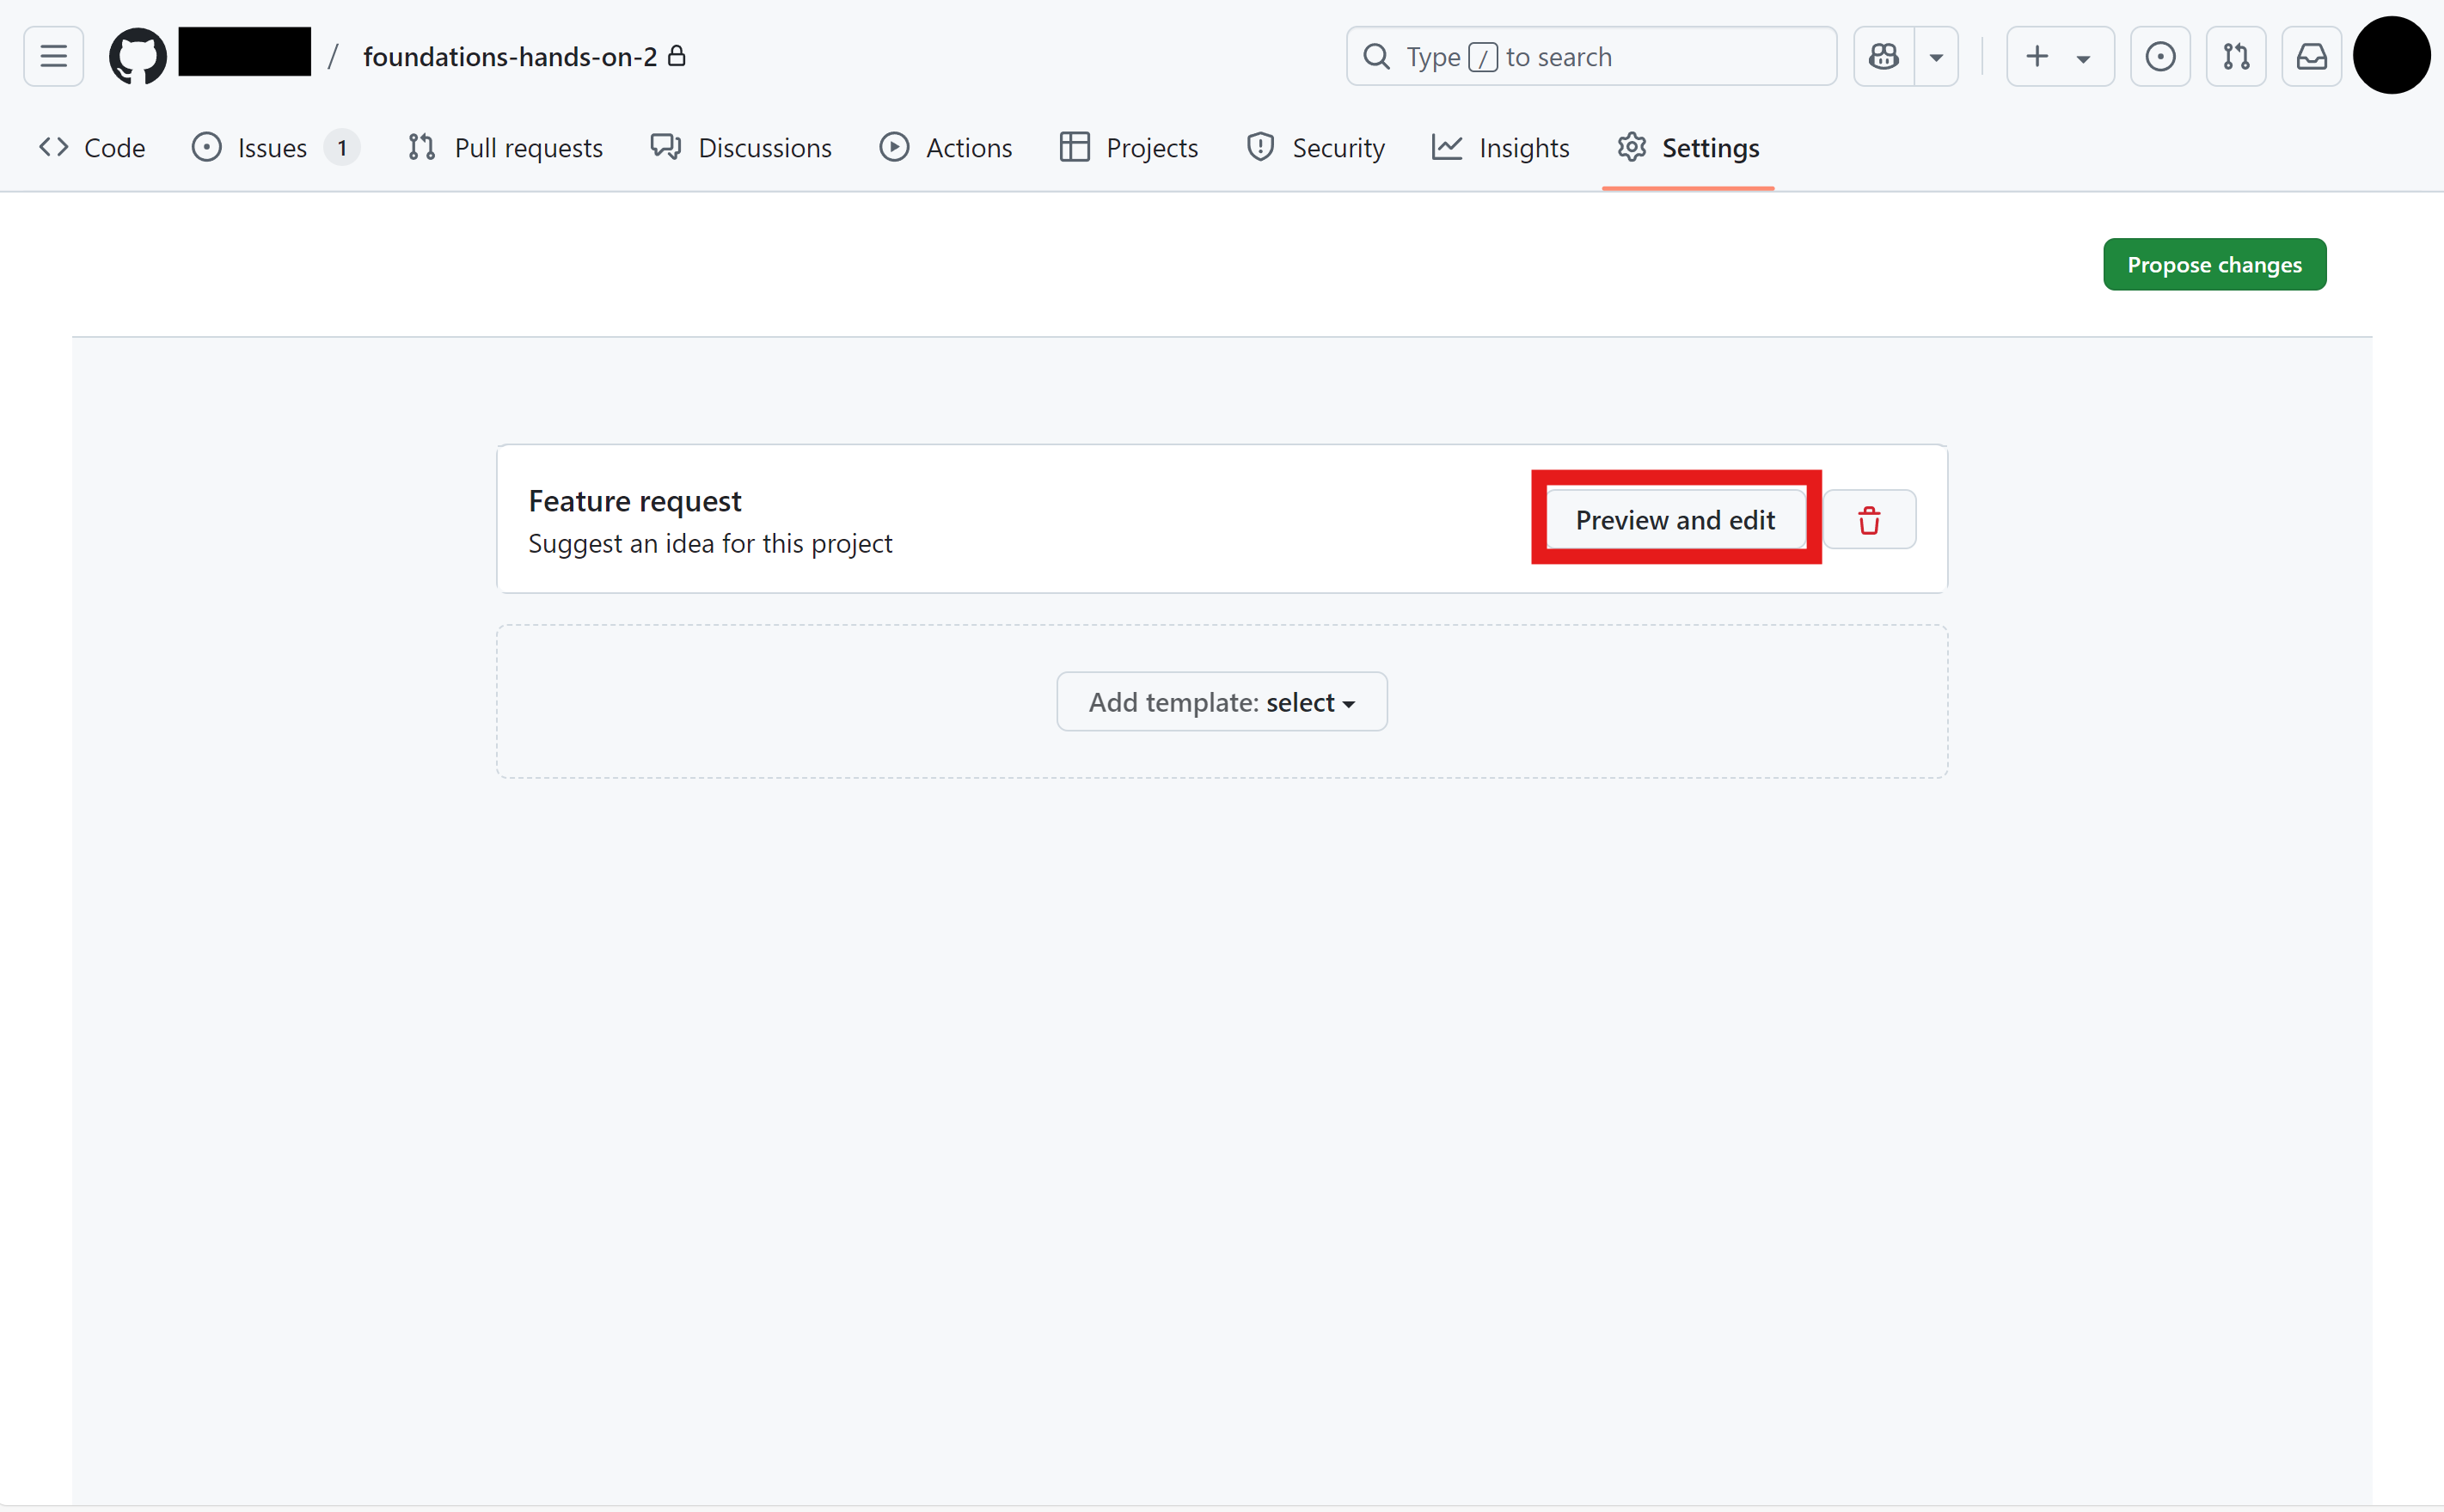 / foundations-hands-on-2 Type / to search
Code Issues 1 Pull requests Discussions Actions Projects Security Insights Settings
Propose changes
Feature request
Suggest an idea for this project
Preview and edit
Add template: select